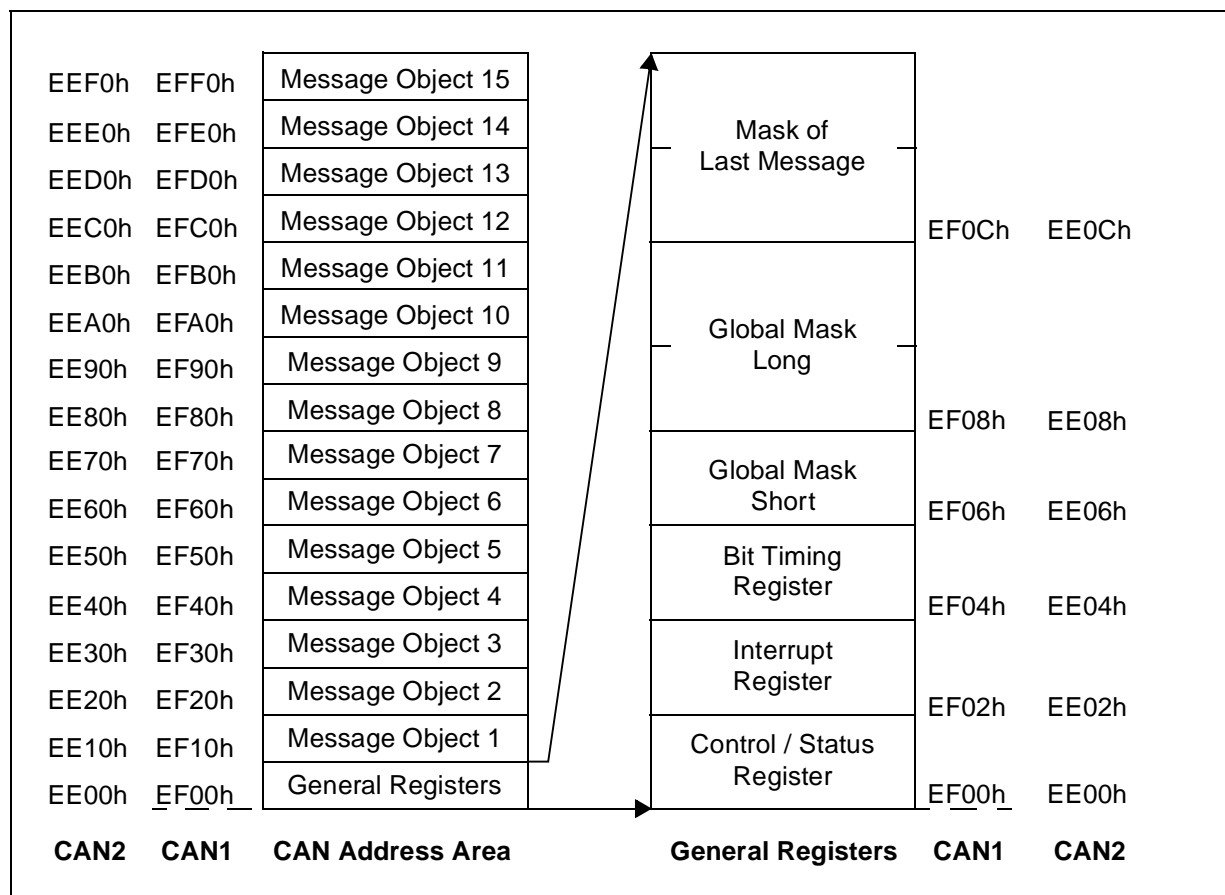 EEF0h EFF0h Message Object 15
EEE0h EFE0h Message Object 14
EED0h EFD0h Message Object 13
EEC0h EFC0h Message Object 12
EEB0h EFB0h Message Object 11
EEA0h EFA0h Message Object 10
EE90h EF90h Message Object 9
EE80h EF80h Message Object 8
EE70h EF70h Message Object 7
EE60h EF60h Message Object 6
EE50h EF50h Message Object 5
EE40h EF40h Message Object 4
EE30h EF30h Message Object 3
EE20h EF20h Message Object 2
EE10h EF10h Message Object 1
EE00h EF00h General Registers
CAN2 CAN1 CAN Address Area
Mask of
Last Message
EF0Ch EE0Ch
Global Mask
Long
EF08h EE08h
Global Mask
Short
EF06h EE06h
Bit Timing
Register
EF04h EE04h
Interrupt
Register
EF02h EE02h
Control / Status
Register
EF00h EE00h
General Registers CAN1 CAN2